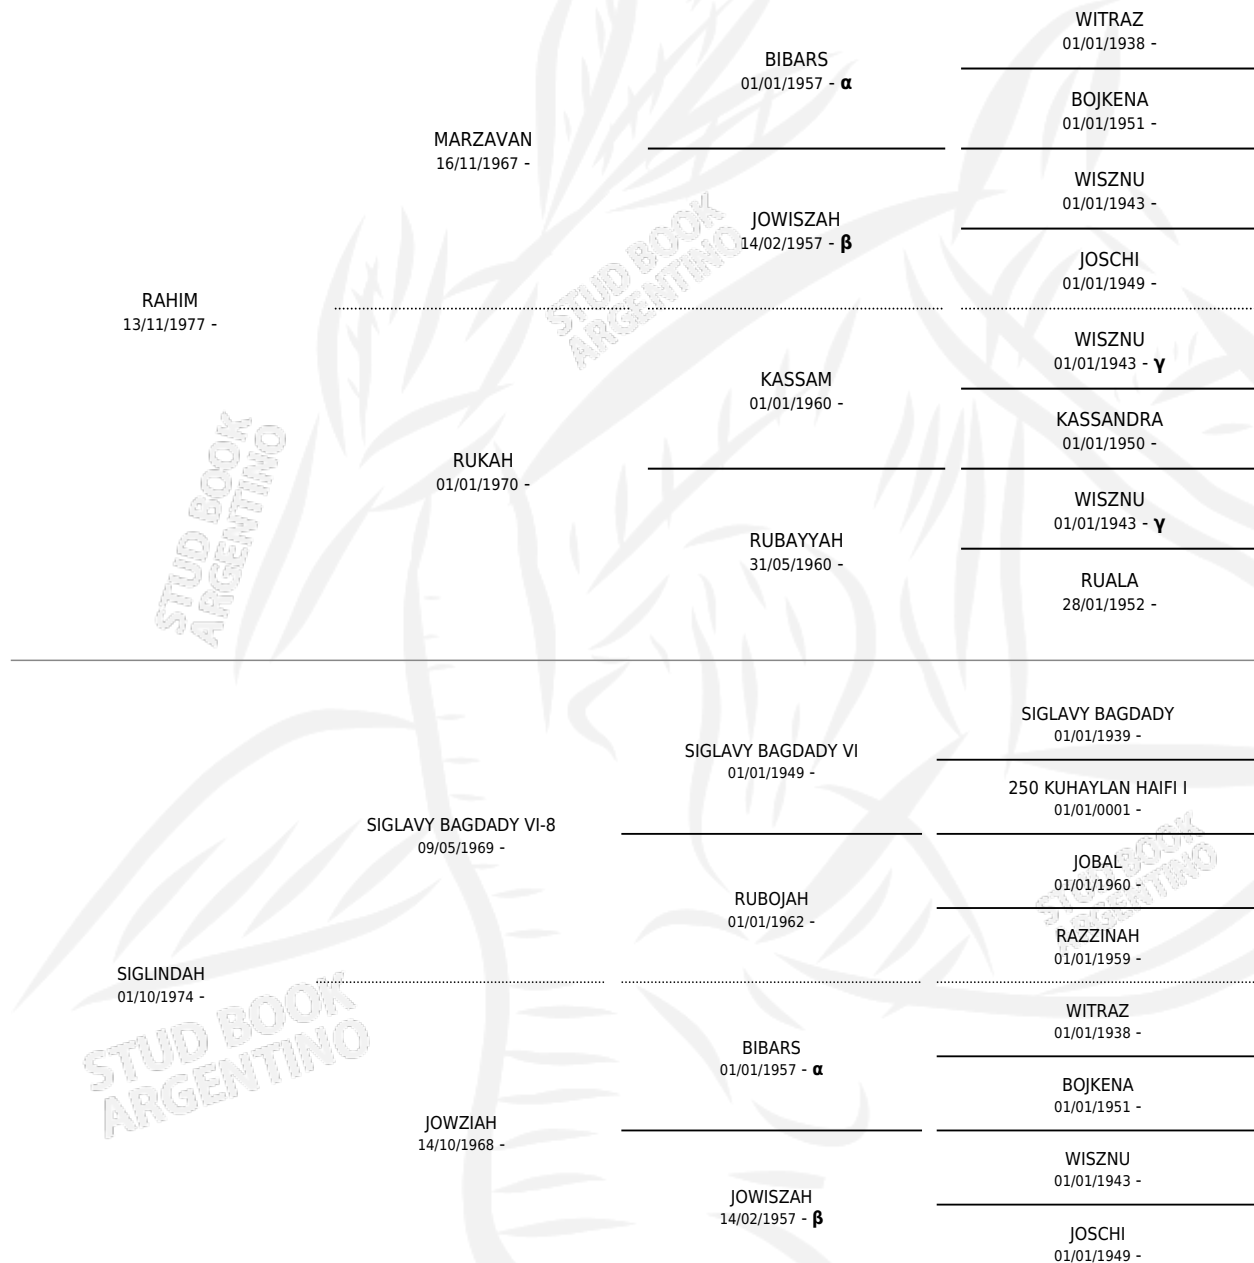 WITRAZ
01/01/1938 -
BIBARS
01/01/1957 - α
BOJKENA
01/01/1951 -
MARZAVAN
16/11/1967 -
WISZNU
01/01/1943 -
JOWISZAH
14/02/1957 - β
JOSCHI
01/01/1949 -
RAHIM
13/11/1977 -
WISZNU
01/01/1943 - γ
KASSAM
01/01/1960 -
KASSANDRA
01/01/1950 -
RUKAH
01/01/1970 -
WISZNU
01/01/1943 - γ
RUBAYYAH
31/05/1960 -
RUALA
28/01/1952 -
STUD BOOK
ARGENTINO
STUD BOOK
ARGENTINO
SIGLAVY BAGDADY
01/01/1939 -
SIGLAVY BAGDADY VI
01/01/1949 -
250 KUHAYLAN HAIFI I
01/01/0001 -
SIGLAVY BAGDADY VI-8
09/05/1969 -
JOBAL
01/01/1960 -
RUBOJAH
01/01/1962 -
RAZZINAH
01/01/1959 -
STUD BOOK
ARGENTINO
SIGLINDAH
01/10/1974 -
WITRAZ
01/01/1938 -
BIBARS
01/01/1957 - α
BOJKENA
01/01/1951 -
JOWZIAH
14/10/1968 -
WISZNU
01/01/1943 -
JOWISZAH
14/02/1957 - β
JOSCHI
01/01/1949 -
STUD BOOK
ARGENTINO